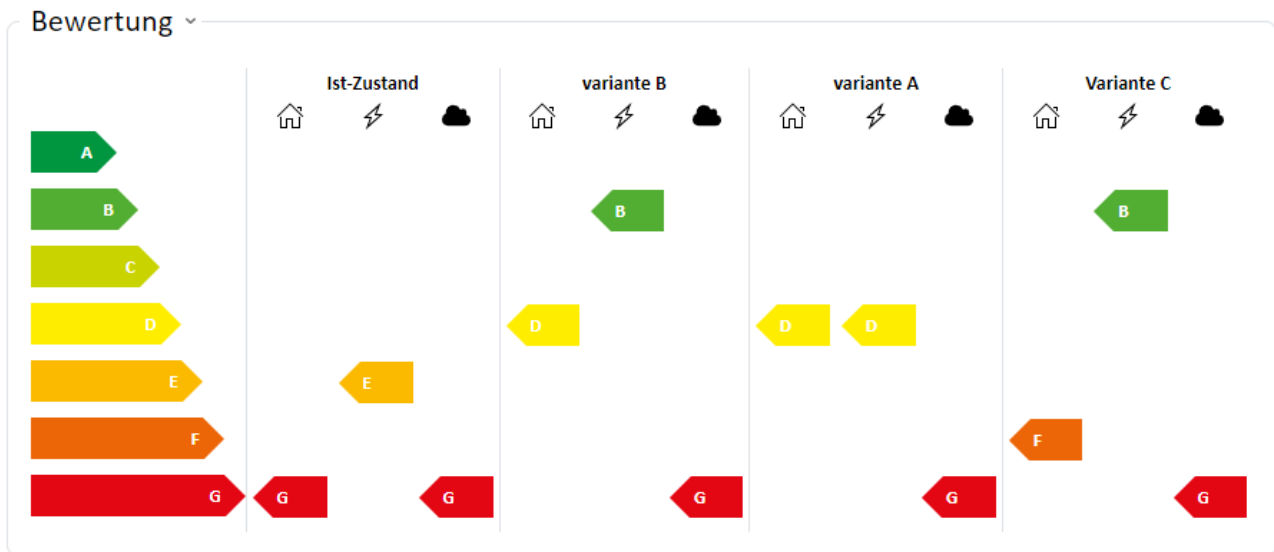 Bewertung
Ist-Zustand variante B variante A Variante C
A
B B B
C
D D D D
E E
F F
G G G G G G